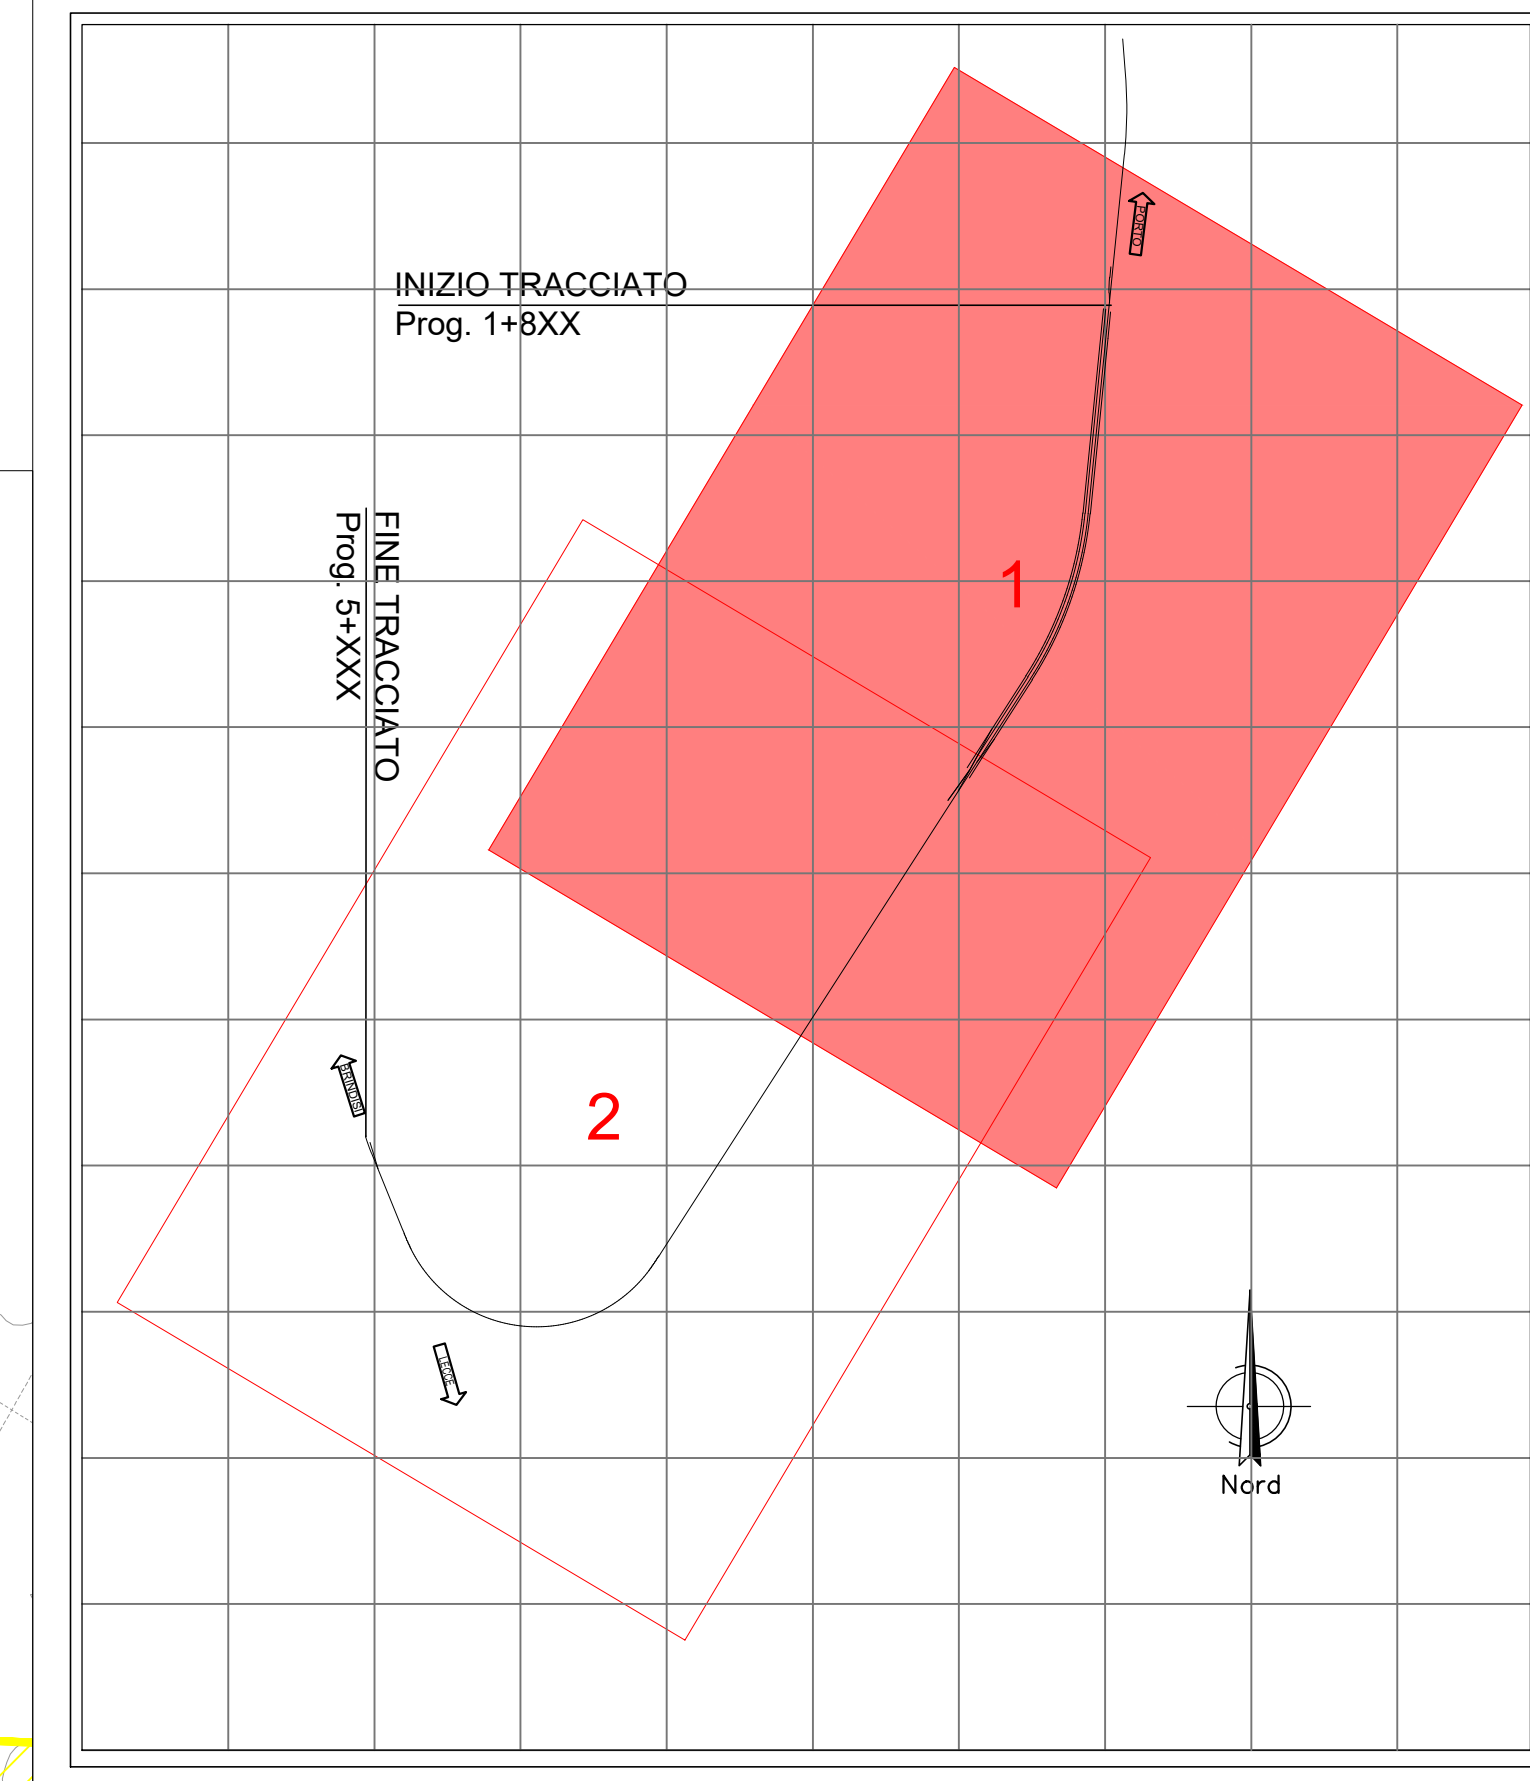 PORTO
INIZIO TRACCIATO
Prog. 1+8XX
FINE TRACCIATO
Prog. 5+XXX
1
BRINDISI
2
LECCE
Nord